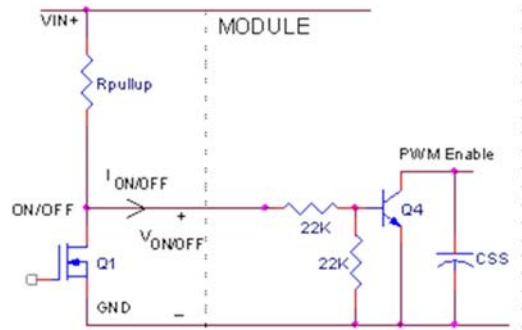 VIN+
MODULE
Rpullup
PWM Enable
I ON/OFF
ON/OFF
+
V ON/OFF
22K
Q4
Q1
22K
CSS
GND
–